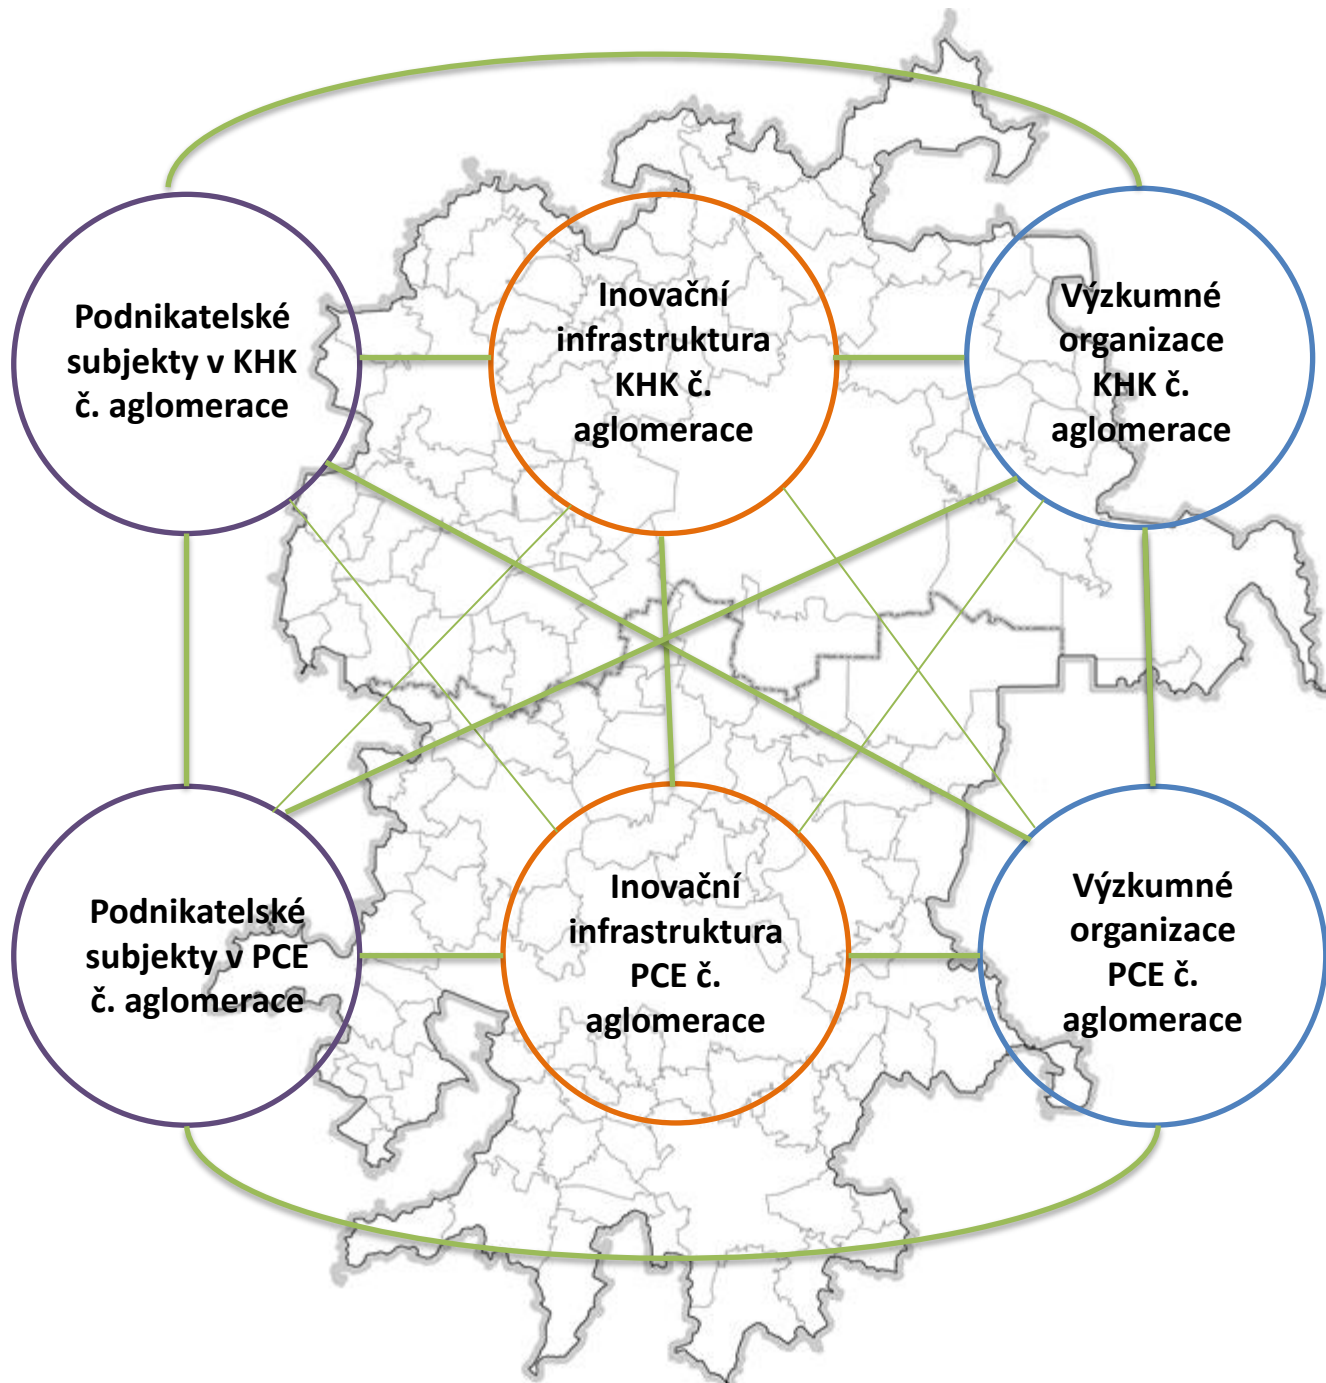 Podnikatelské
subjekty v KHK
č. aglomerace
Inovační
infrastruktura
KHK č.
aglomerace
Výzkumné
organizace
KHK č.
aglomerace
Podnikatelské
subjekty v PCE
č. aglomerace
Inovační
infrastruktura
PCE č.
aglomerace
Výzkumné
organizace
PCE č.
aglomerace